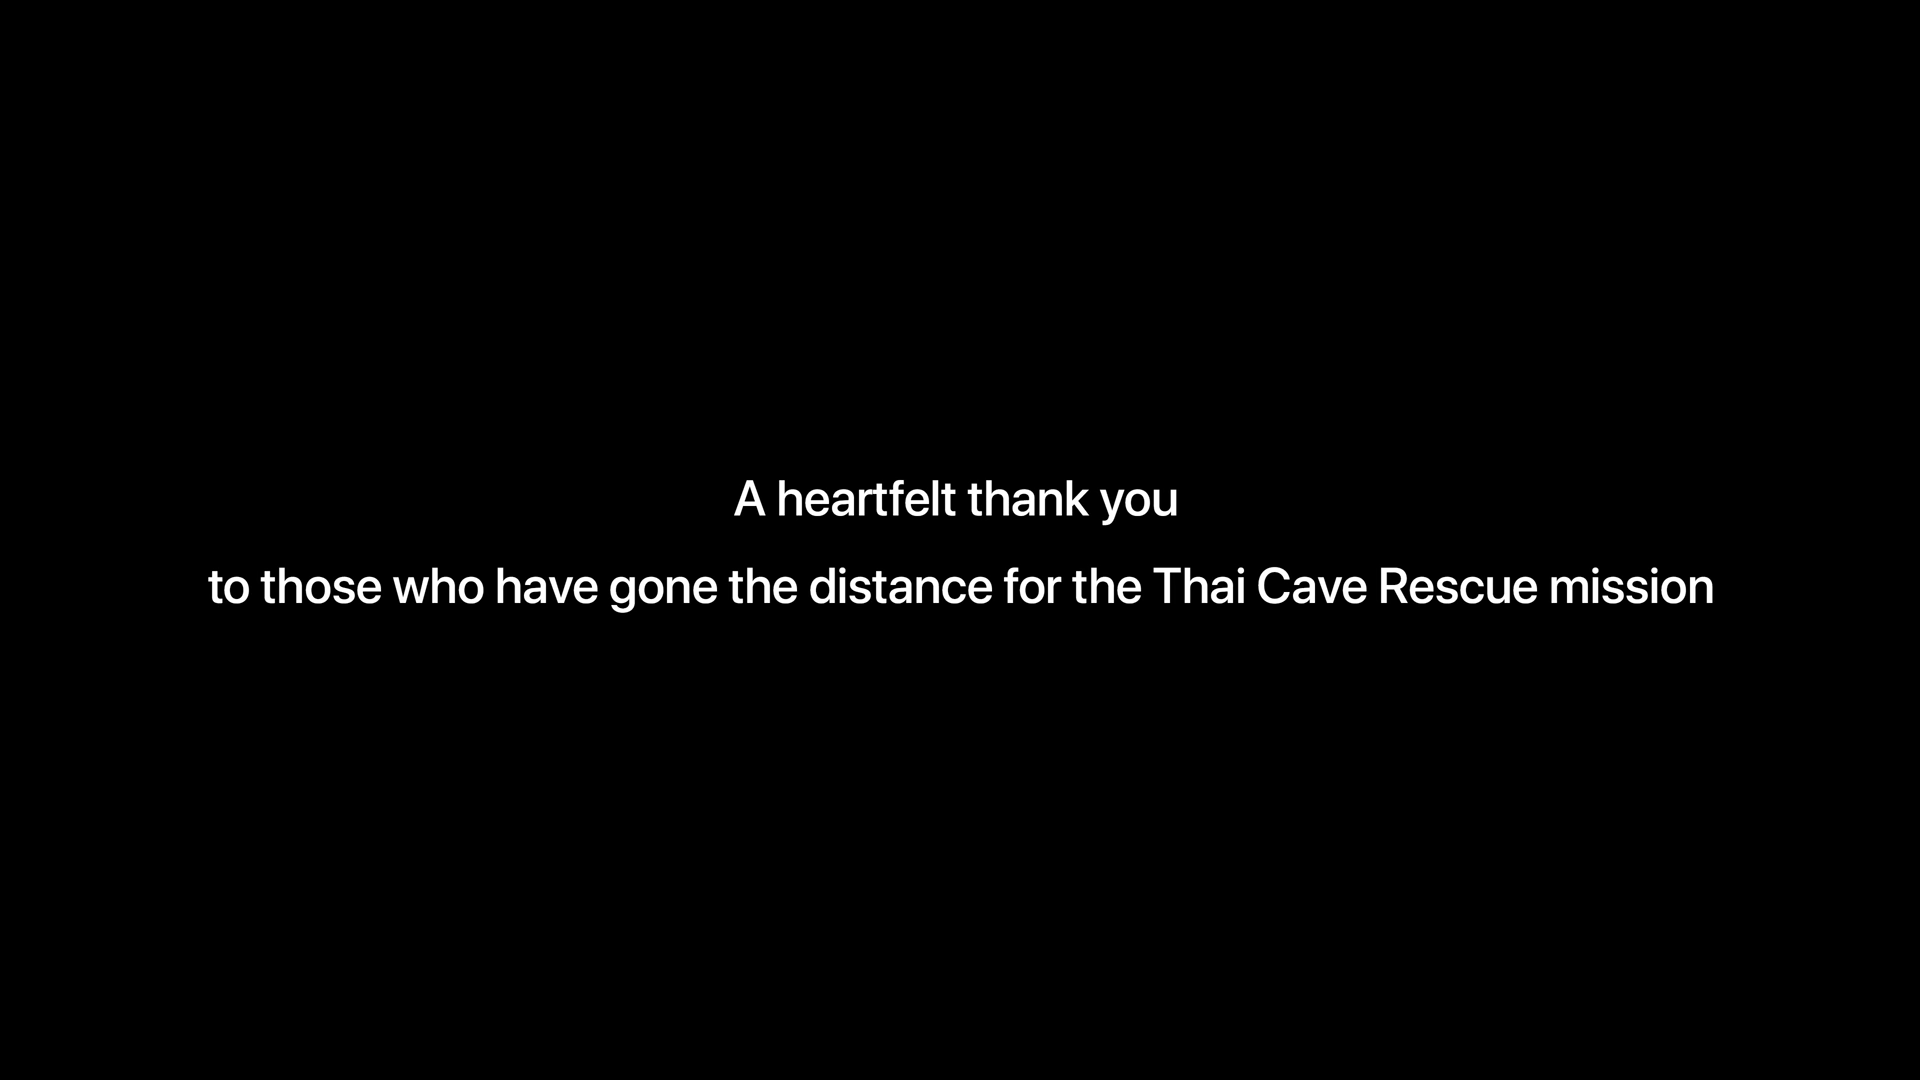 A heartfelt thank you
to those who have gone the distance for the Thai Cave Rescue mission